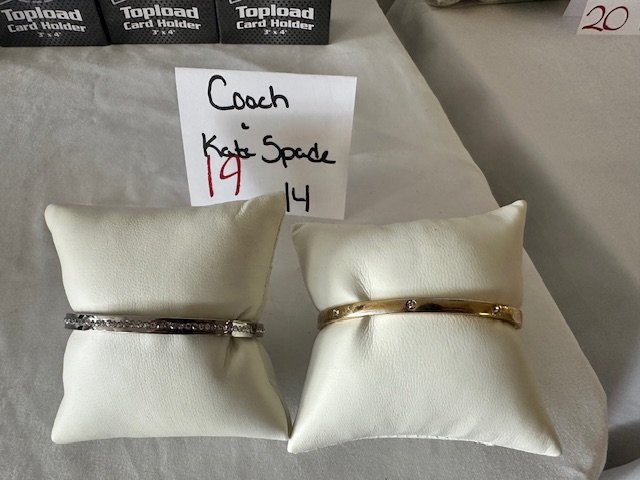 Topload
Card Holder
3"x 4"
Topload
Card Holder
3"x 4"
Topload
Card Holder
3"x 4"
20
Coach
&
Kate Spade
19
14